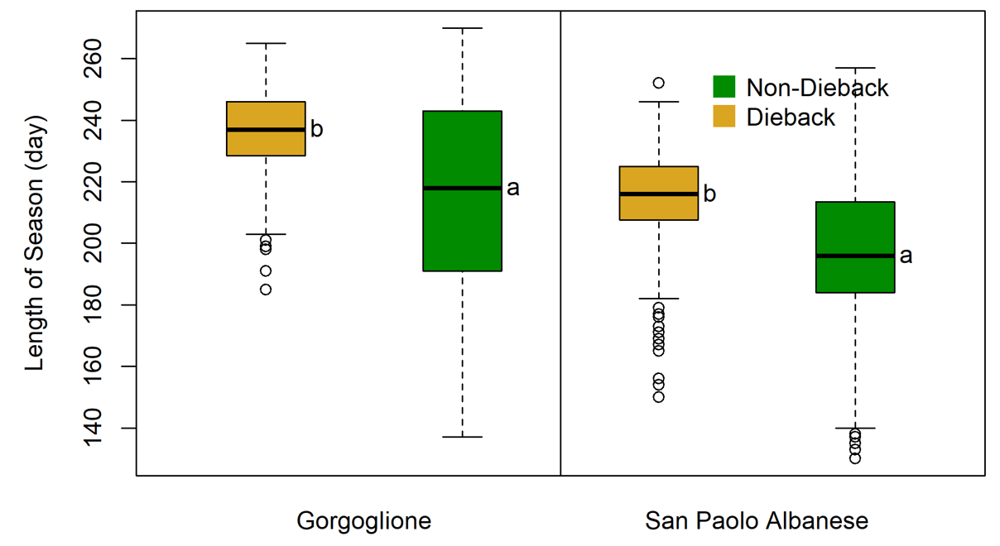 Length of Season (day)
260
240
220
200
180
160
140
b
a
b
a
Non-Dieback
Dieback
Gorgoglione
San Paolo Albanese